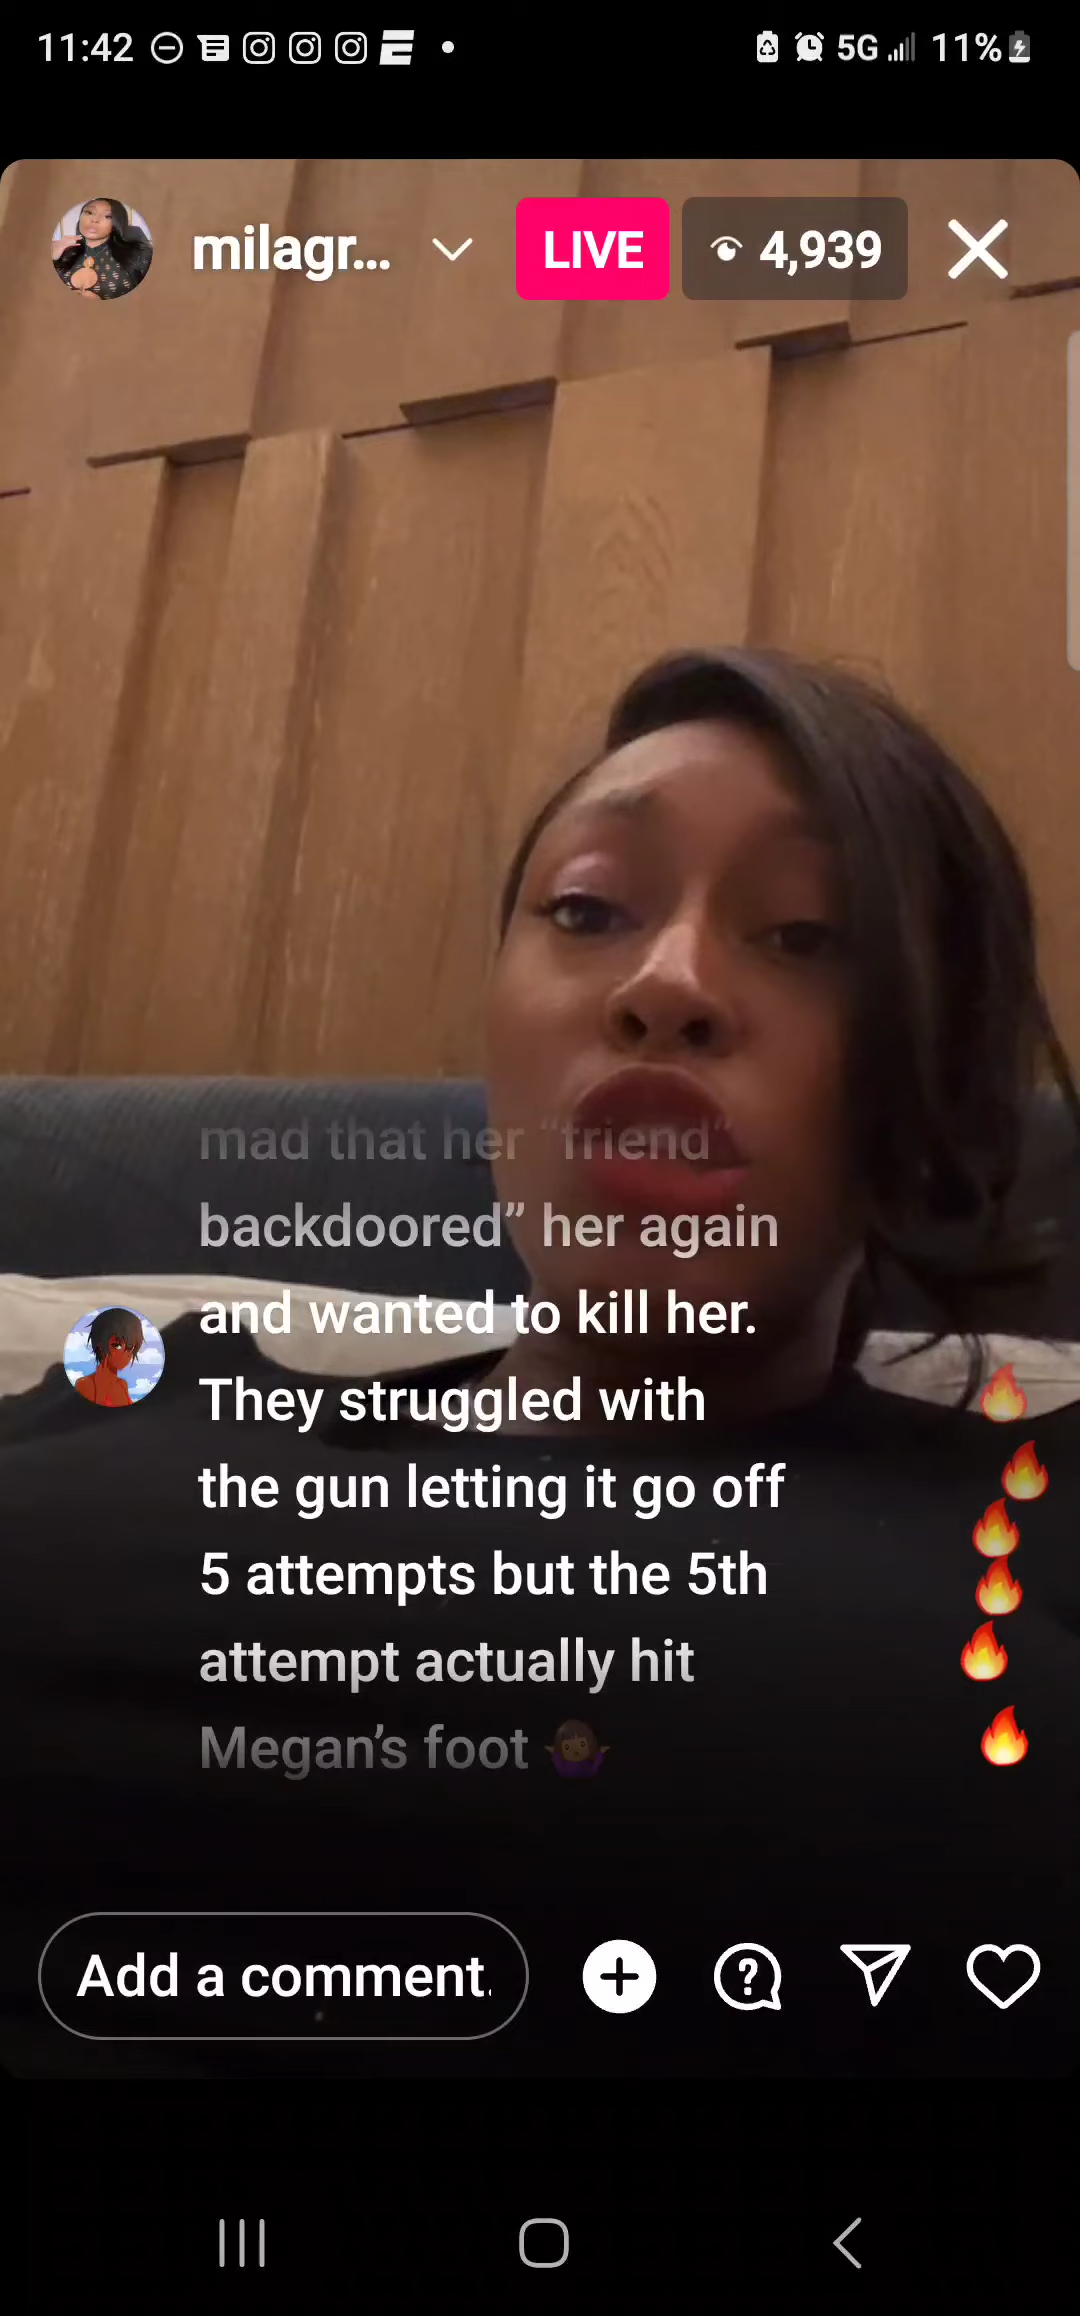 11:42
5G
11%
milagr...
LIVE
4,939
mad that her “friend”
backdoored” her again
and wanted to kill her.
They struggled with
the gun letting it go off
5 attempts but the 5th
attempt actually hit
Megan’s foot 🤷🏾‍♀️
Add a comment.